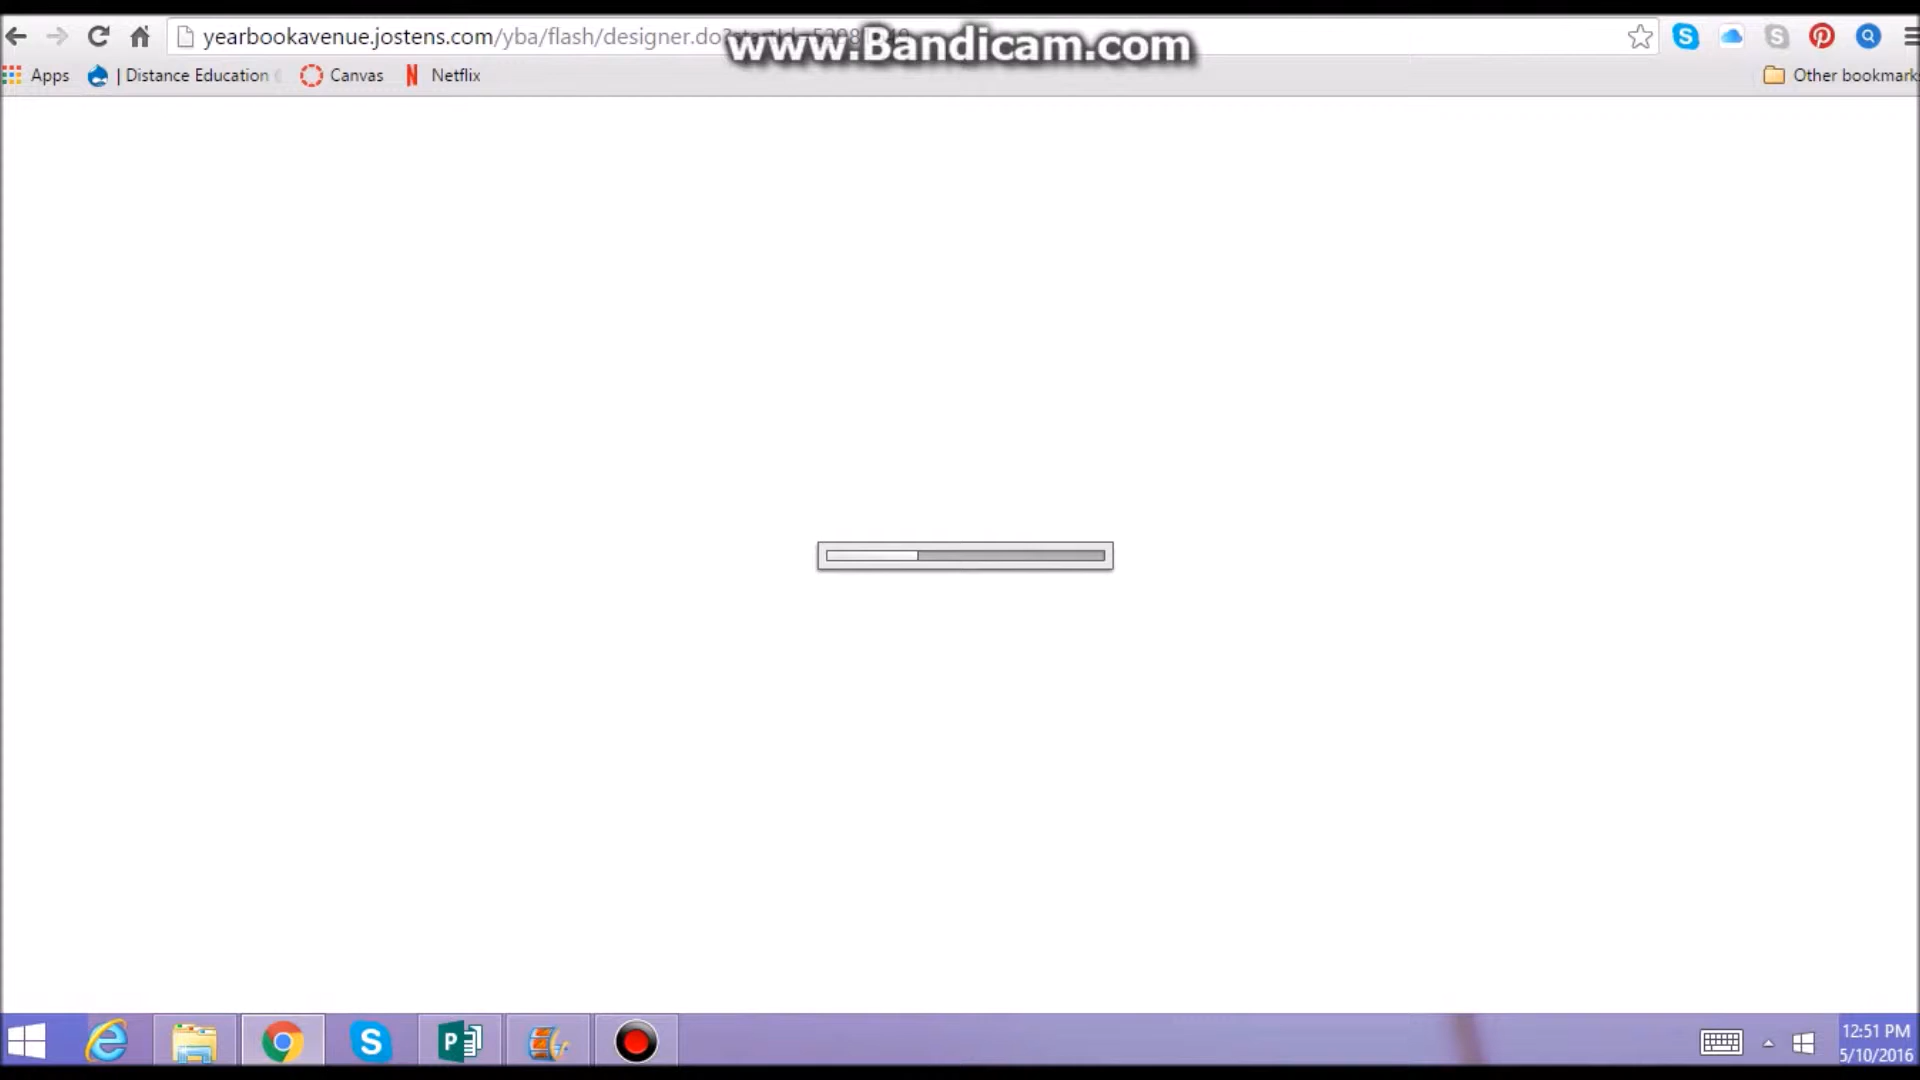 yearbookavenue.jostens.com/yba/flash/designer.do?
www.Bandicam.com
Apps
| Distance Education
Canvas
Netflix
Other bookmark
12:51 PM
5/10/2016